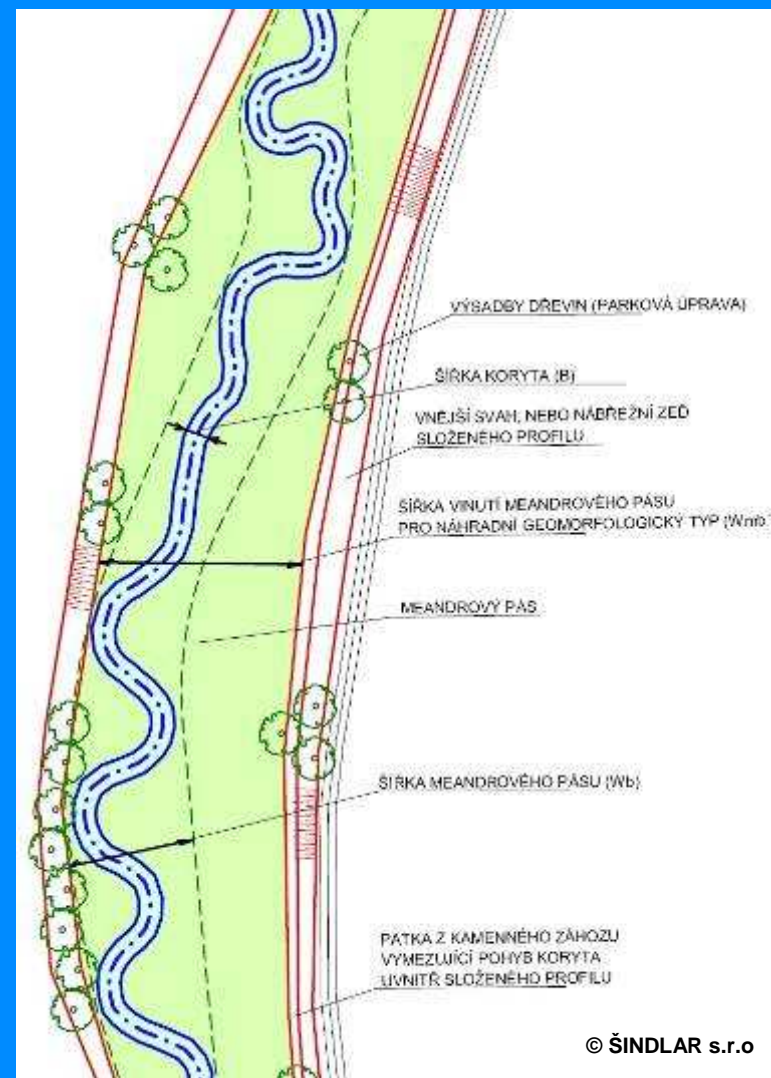 VÝSADBY DŘEVIN (PARKOVÁ ÚPRAVA)
ŠÍŘKA KORYTA (B)
VNĚJŠÍ SVAH, NEBO NÁBŘEŽNÍ ZEĎ
SLOŽENÉHO PROFILU
ŠÍŘKA VINUTÍ MEANDROVÉHO PÁSU
PRO NÁHRADNÍ GEOMORFOLOGICKÝ TYP (Wmb
MEANDROVÝ PÁS
ŠÍŘKA MEANDROVÉHO PÁSU (Wb)
PATKA Z KAMENNÉHO ZÁHOZU
VYMEZUJÍCÍ POHYB KORYTA
UVNITŘ SLOŽENÉHO PROFILU
© ŠINDLAR s.r.o